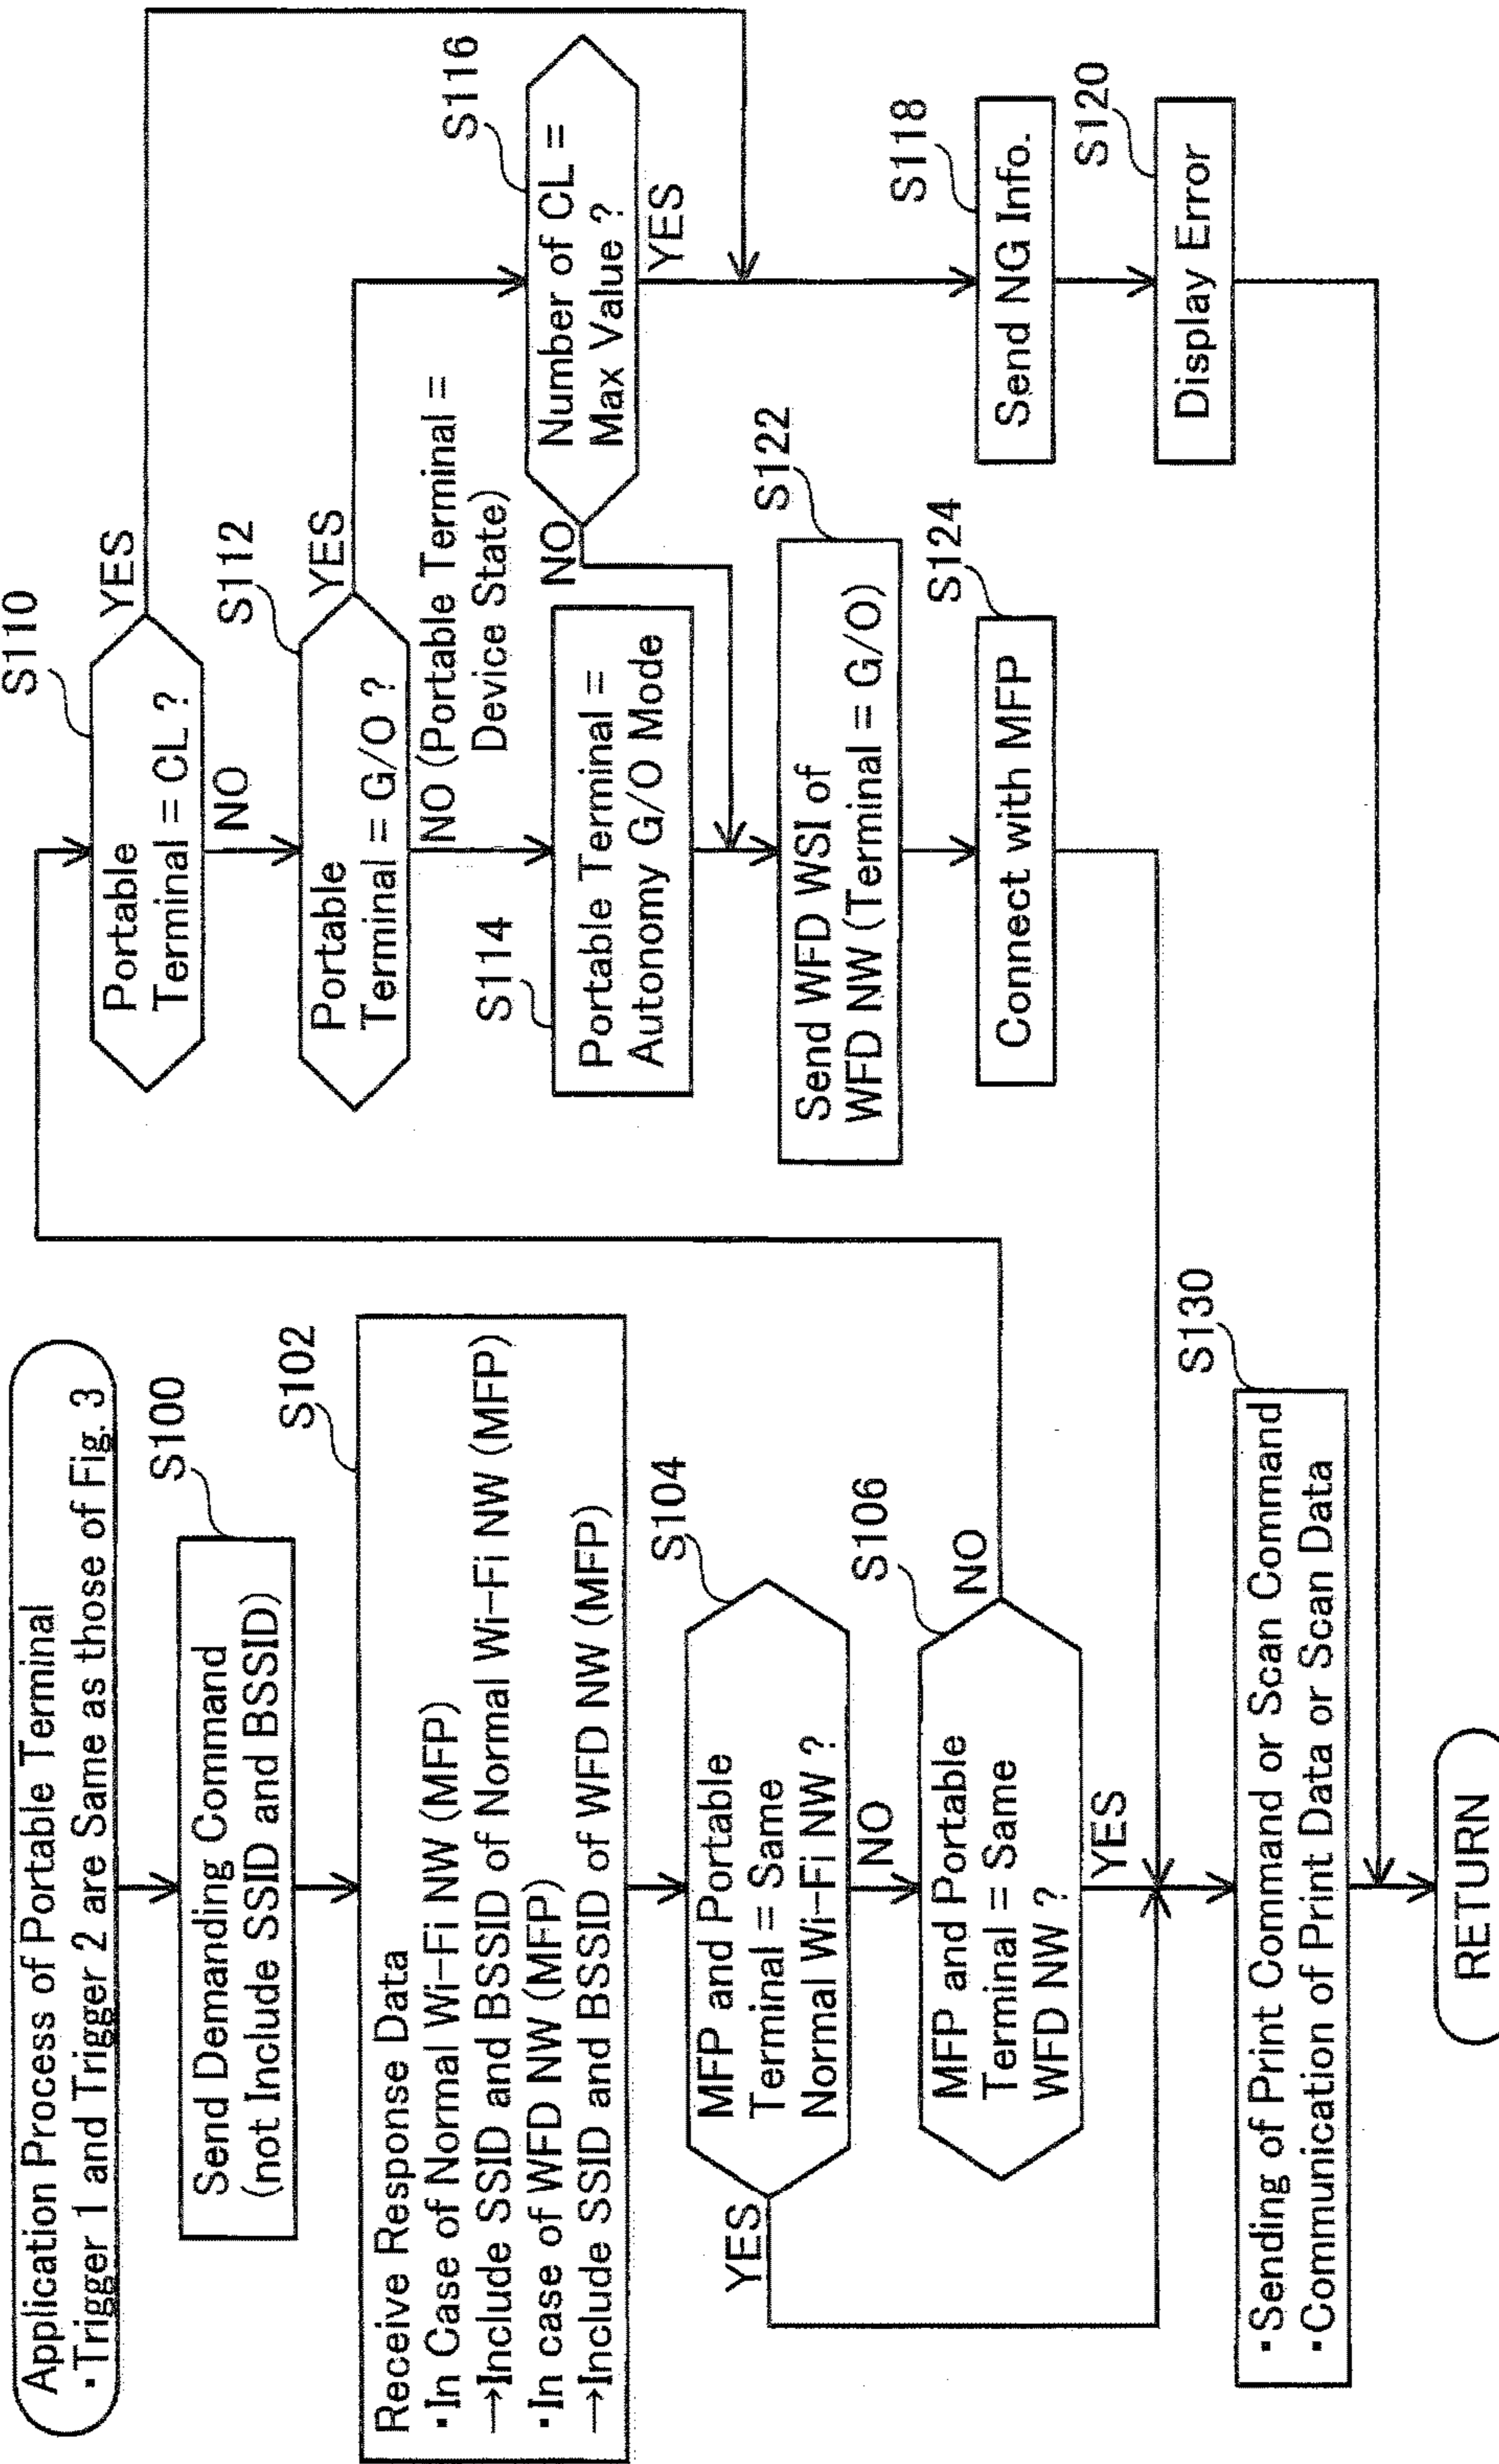 Application Process of Portable Terminal
・Trigger 1 and Trigger 2 are Same as those of Fig. 3
S100
Send Demanding Command
(not Include SSID and BSSID)
S102
Receive Response Data
・In Case of Normal Wi-Fi NW (MFP)
→Include SSID and BSSID of Normal Wi-Fi NW (MFP)
・In case of WFD NW (MFP)
→Include SSID and BSSID of WFD NW (MFP)
S104
MFP and Portable
Terminal = Same
Normal Wi-Fi NW ?
YES
NO
S106
MFP and Portable
Terminal = Same
WFD NW ?
NO
YES
S110
Portable
Terminal = CL ?
YES
NO
S112
Portable
Terminal = G/O ?
YES
NO (Portable Terminal =
Device State)
S114
Portable Terminal =
Autonomy G/O Mode
S116
Number of CL =
Max Value ?
NO
YES
S118
Send NG Info.
S120
Display Error
S122
Send WFD WSI of
WFD NW (Terminal = G/O)
S124
Connect with MFP
S130
・Sending of Print Command or Scan Command
・Communication of Print Data or Scan Data
RETURN